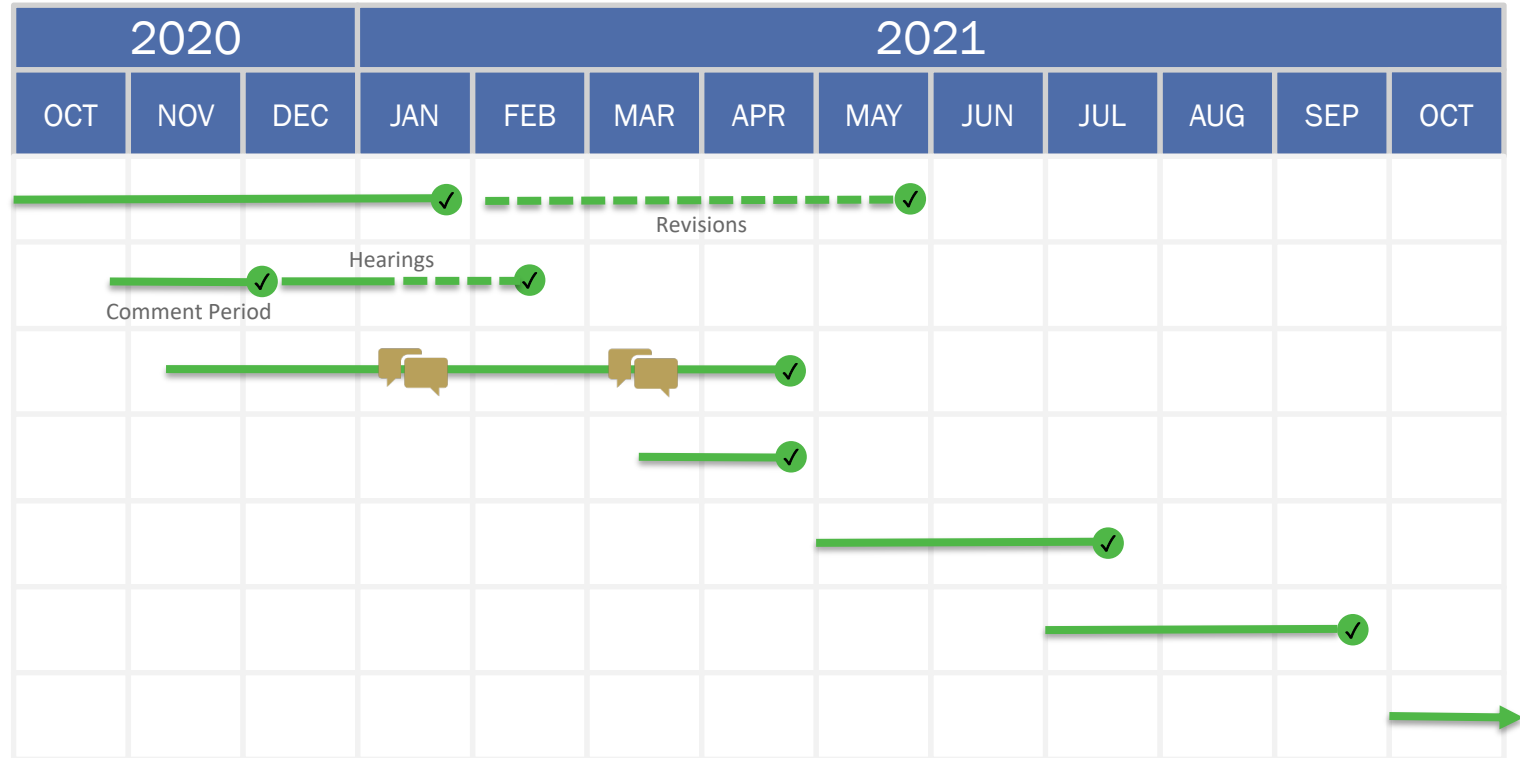 2020 2021
OCT NOV DEC JAN FEB MAR APR MAY JUN JUL AUG SEP OCT
Revisions
Hearings
Comment Period